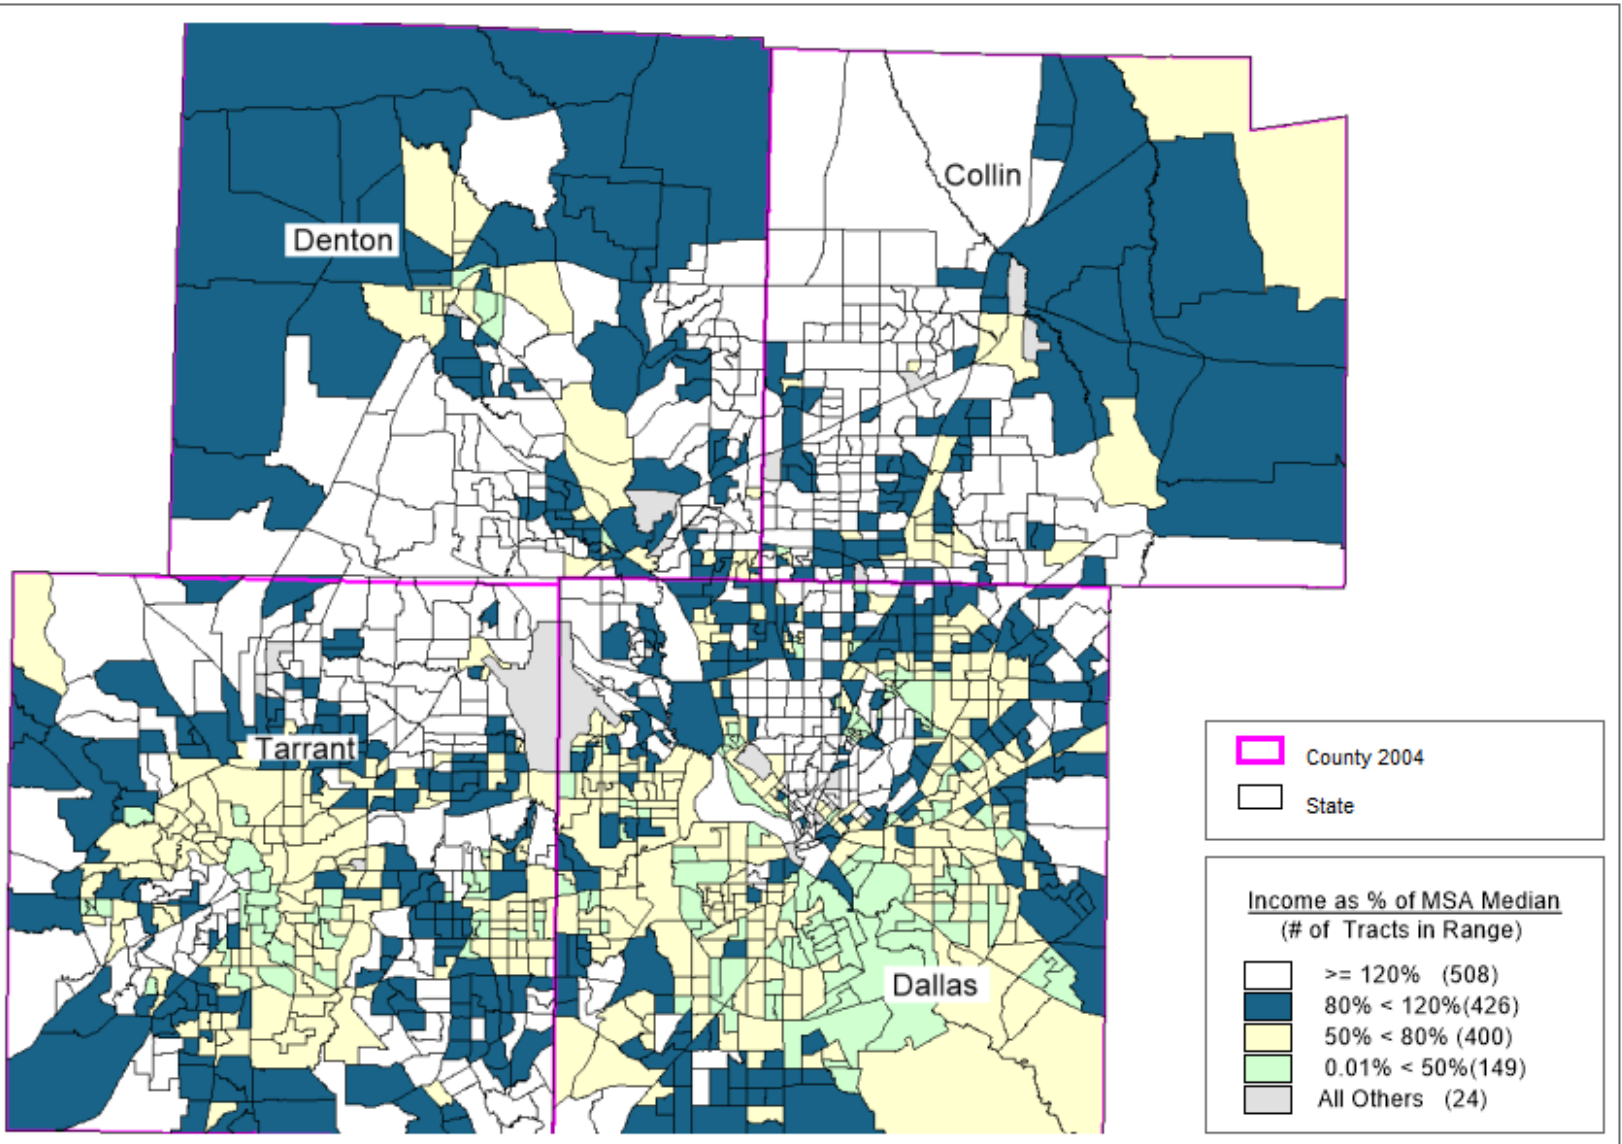 Collin
Denton
Tarrant
Dallas
County 2004
State
Income as % of MSA Median
(# of Tracts in Range)
>= 120% (508)
80% < 120%(426)
50% < 80% (400)
0.01% < 50%(149)
All Others (24)